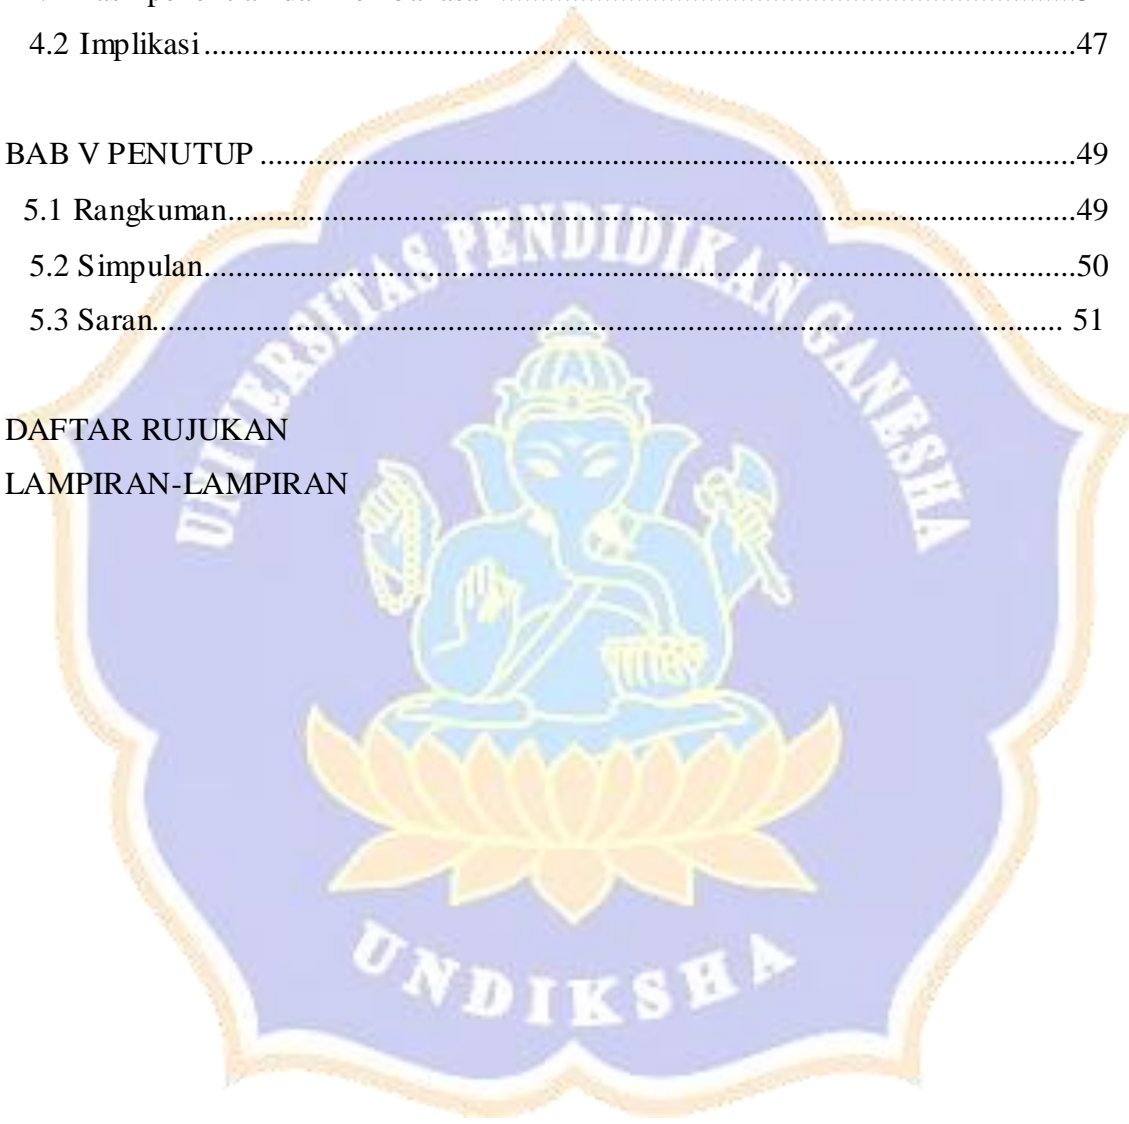 4.2 Implikasi....................................................................................................47
BAB V PENUTUP..............................................................................................49
5.1 Rangkuman................................................................................................49
5.2 Simpulan...................................................................................................50
5.3 Saran....................................................................................................... 51
DAFTAR RUJUKAN
LAMPIRAN-LAMPIRAN
UNIVERSITAS PENDIDIKAN GANESHA
UNDIKSHA